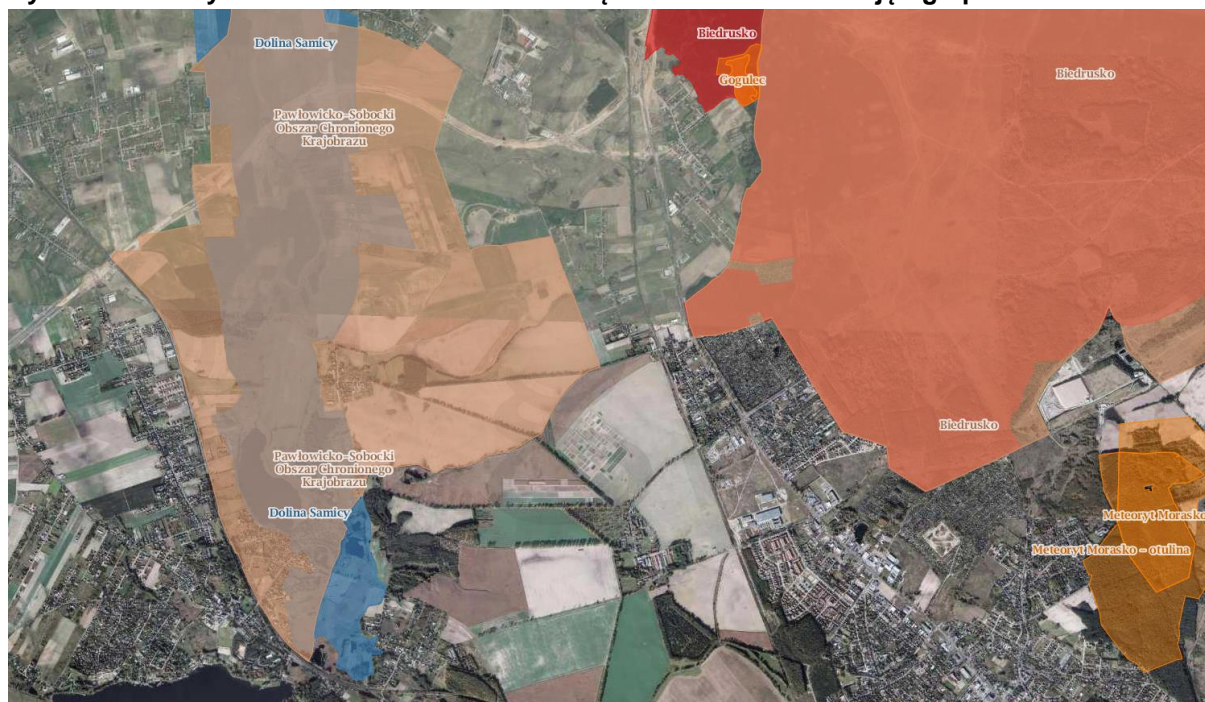 Dolina Samicy
Biedrusko
Gogulec
Biedrusko
Pawłowicko-Sobocki
Obszar Chronionego
Krajobrazu
Biedrusko
Pawłowicko-Sobocki
Obszar Chronionego
Krajobrazu
Dolina Samicy
Meteoryt Morasko
Meteoryt Morasko - otulina